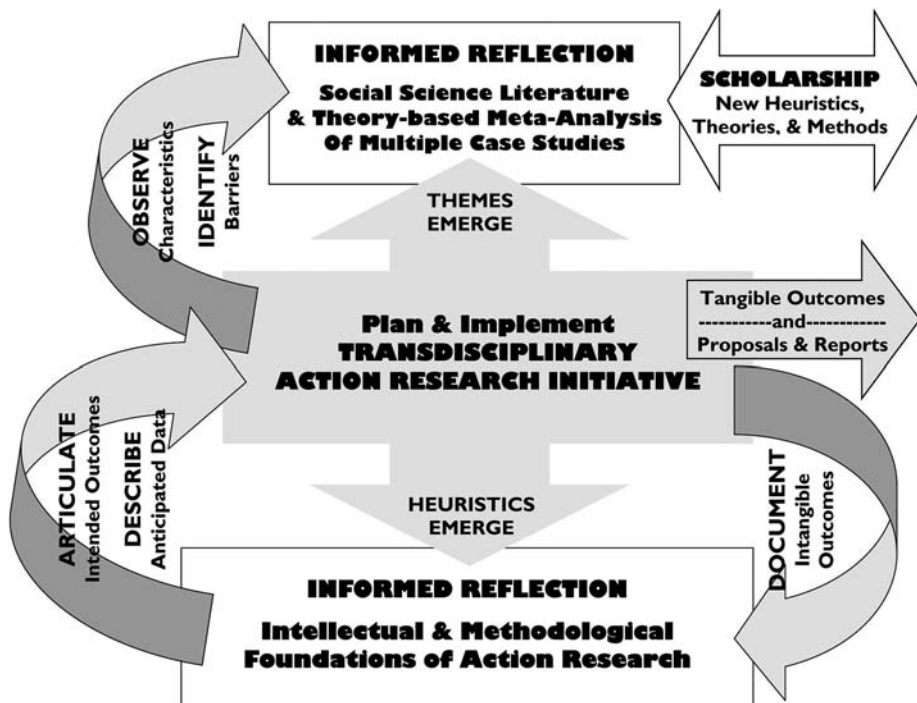 INFORMED REFLECTION
Social Science Literature
& Theory-based Meta-Analysis
Of Multiple Case Studies
SCHOLARSHIP
New Heuristics,
Theories, & Methods
OBSERVE
Characteristics
IDENTIFY
Barriers
THEMES
EMERGE
Plan & Implement
TRANSDISCIPLINARY
ACTION RESEARCH INITIATIVE
Tangible Outcomes
-----------and------------
Proposals & Reports
ARTICULATE
Intended Outcomes
DESCRIBE
Anticipated Data
HEURISTICS
EMERGE
DOCUMENT
Intangible
Outcomes
INFORMED REFLECTION
Intellectual & Methodological
Foundations of Action Research